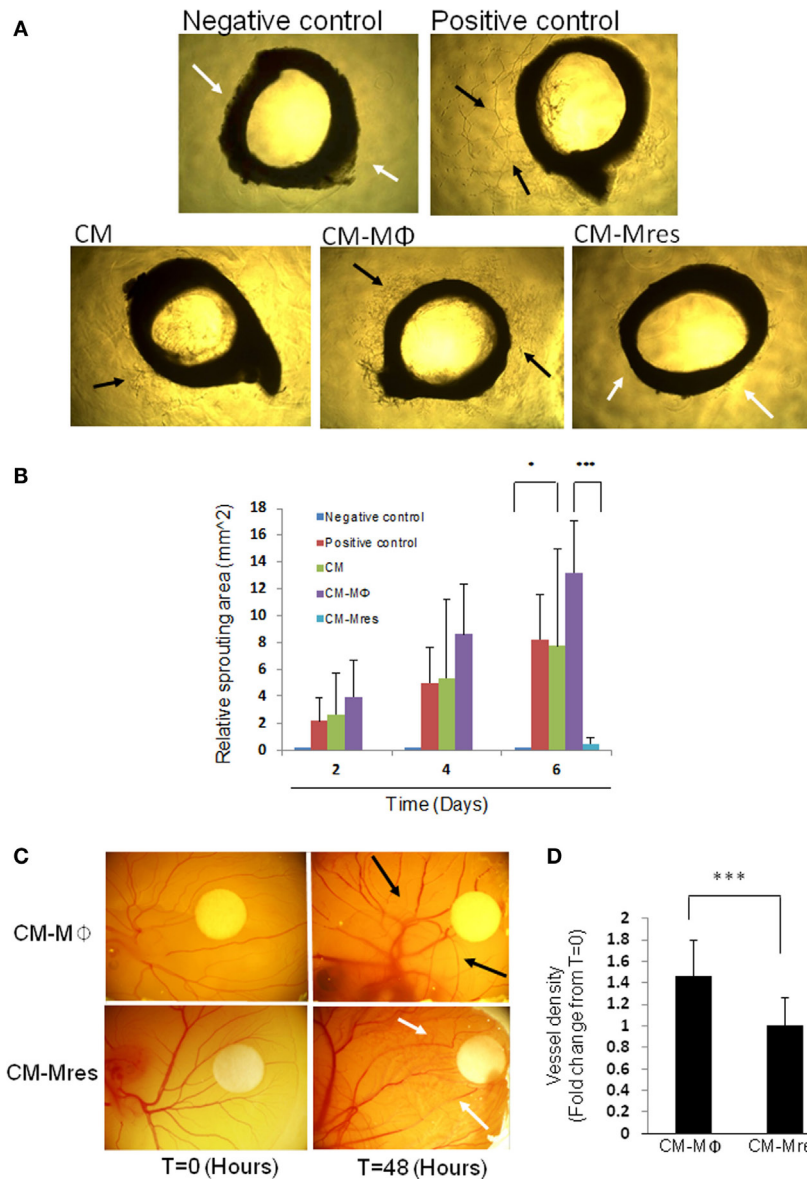 A
Negative control
Positive control
CM
CM-MΦ
CM-Mres
B
Relative sprouting area (mm^2)
18
16
14
12
10
8
6
4
2
0
Negative control
Positive control
CM
CM-MΦ
CM-Mres
*
***
2
4
6
Time (Days)
C
CM-MΦ
CM-Mres
T=0 (Hours)
T=48 (Hours)
D
***
Vessel density
(Fold change from T=0)
2
1.8
1.6
1.4
1.2
1
0.8
0.6
0.4
0.2
0
CM-MΦ
CM-Mre